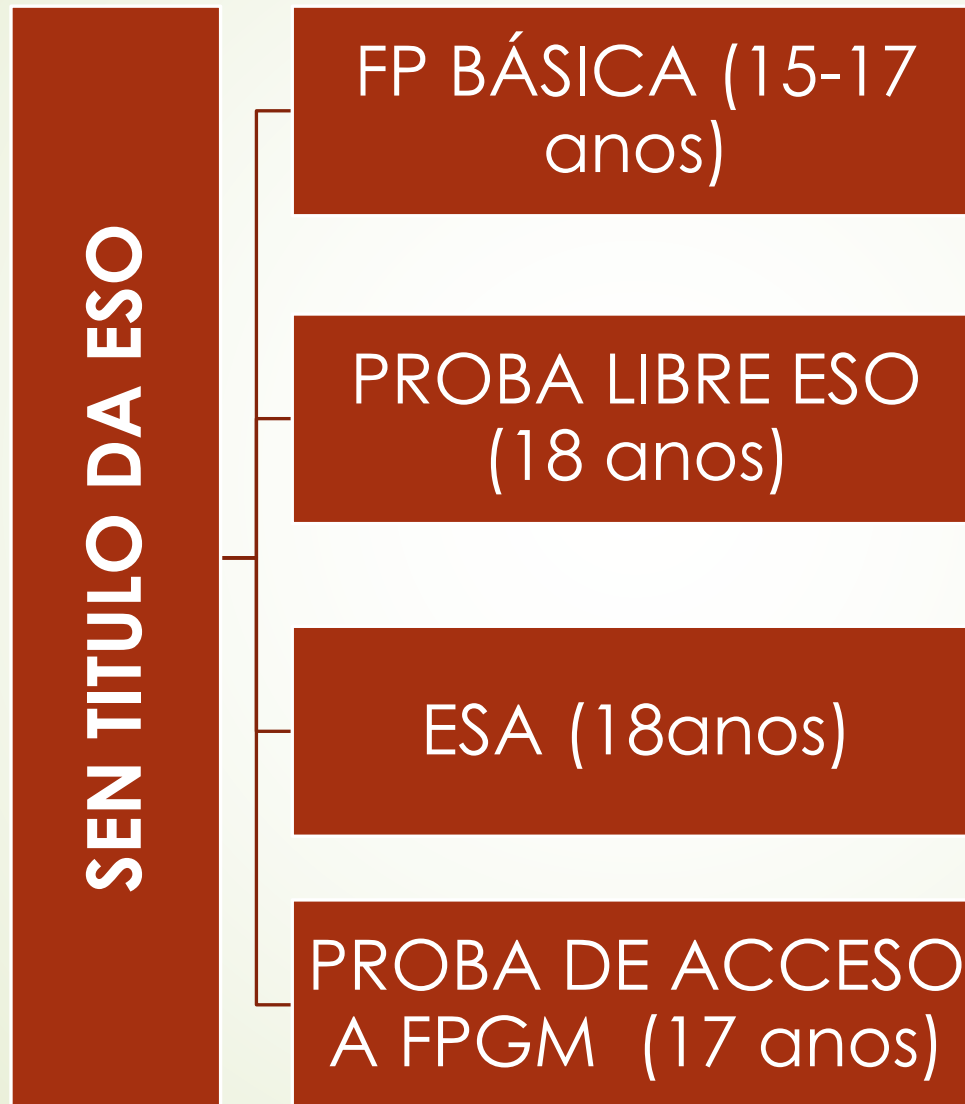 SEN TITULO DA ESO
FP BÁSICA (15-17
anos)
PROBA LIBRE ESO
(18 anos)
ESA (18anos)
PROBA DE ACCESO
A FPGM (17 anos)